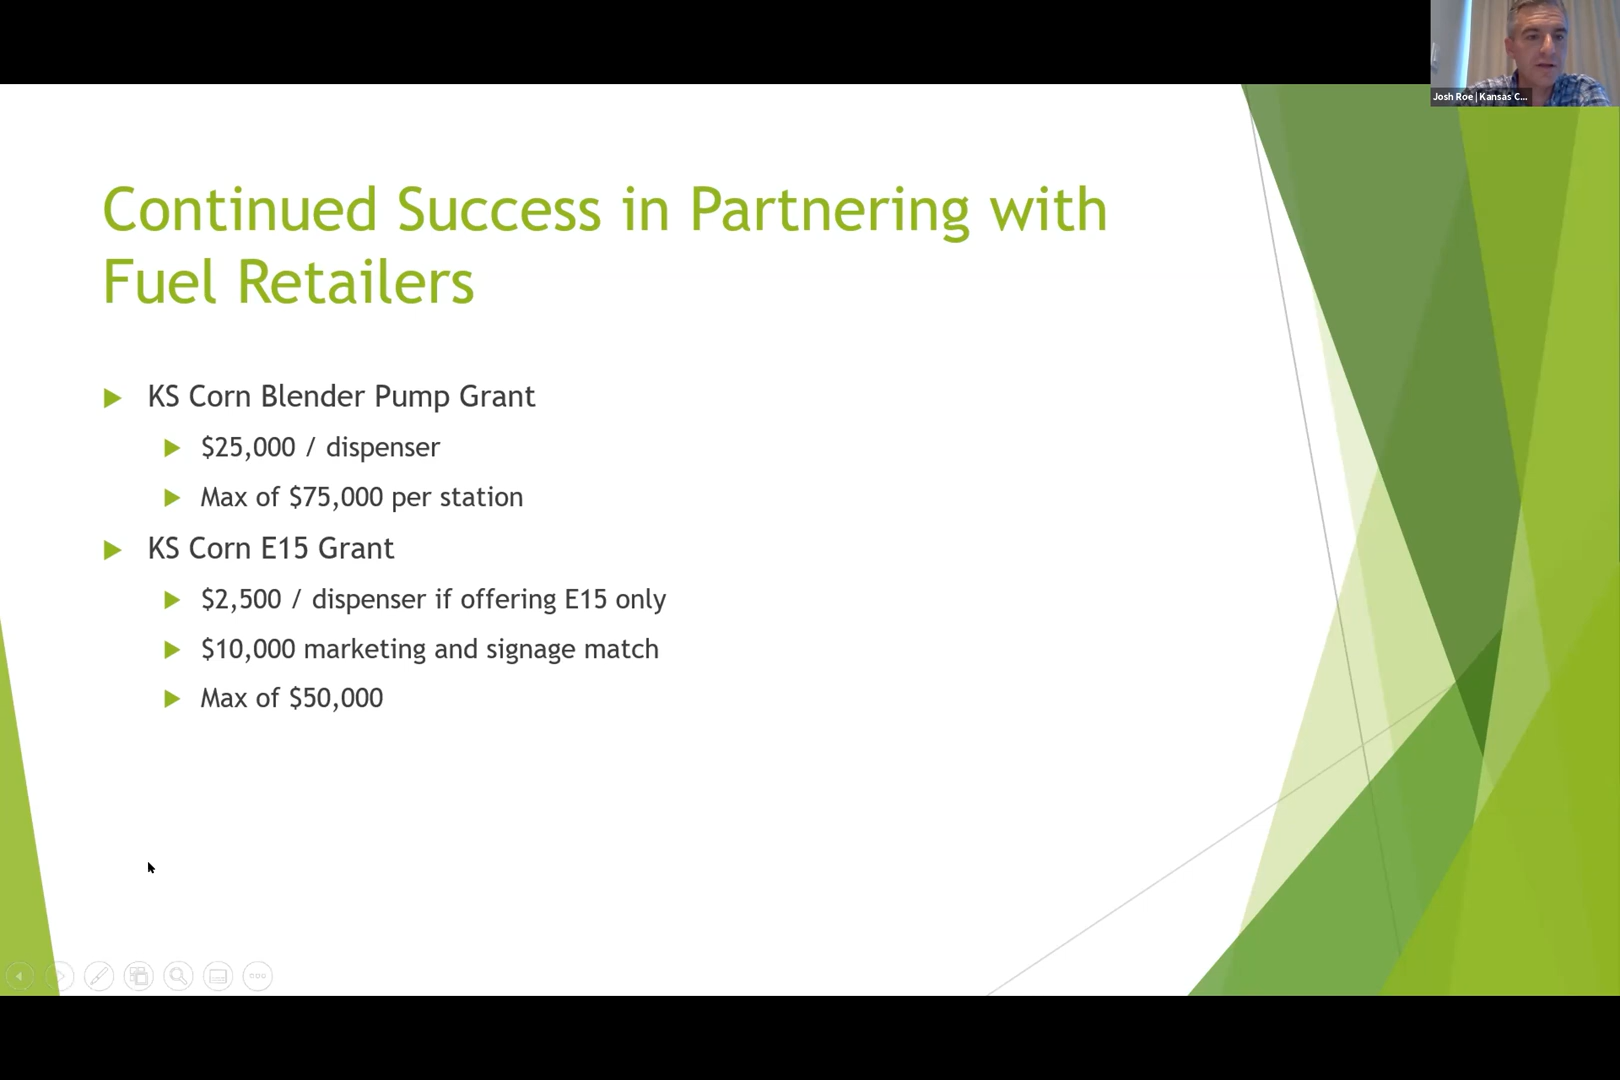 Josh Roe | Kansas C...
Continued Success in Partnering with
Fuel Retailers
KS Corn Blender Pump Grant
$25,000 / dispenser
Max of $75,000 per station
KS Corn E15 Grant
$2,500 / dispenser if offering E15 only
$10,000 marketing and signage match
Max of $50,000